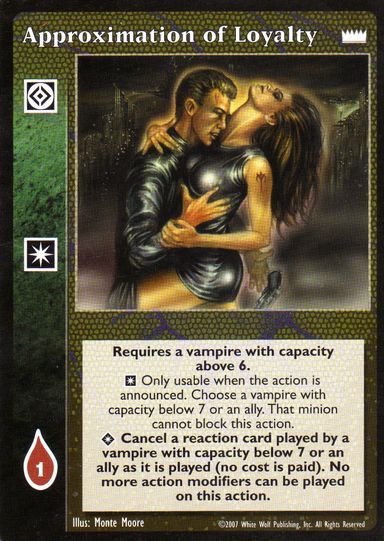 Approximation of Loyalty
Requires a vampire with capacity
above 6.
Only usable when the action is
announced. Choose a vampire with
capacity below 7 or an ally. That minion
cannot block this action.
Cancel a reaction card played by a
vampire with capacity below 7 or an
ally as it is played (no cost is paid). No
more action modifiers can be played
on this action.
1
Illus: Monte Moore
©2007 White Wolf Publishing, Inc. All Rights Reserved